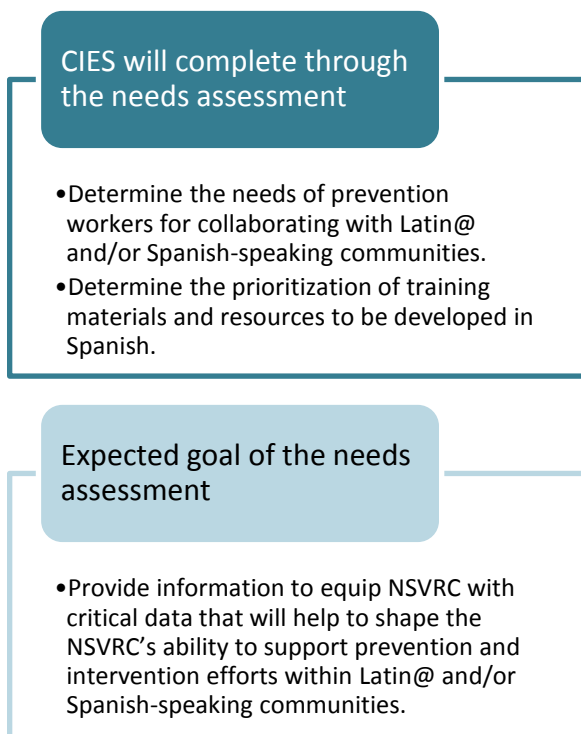 CIES will complete through
the needs assessment
•Determine the needs of prevention
workers for collaborating with Latin@
and/or Spanish-speaking communities.
•Determine the prioritization of training
materials and resources to be developed in
Spanish.
Expected goal of the needs
assessment
•Provide information to equip NSVRC with
critical data that will help to shape the
NSVRC’s ability to support prevention and
intervention efforts within Latin@ and/or
Spanish-speaking communities.